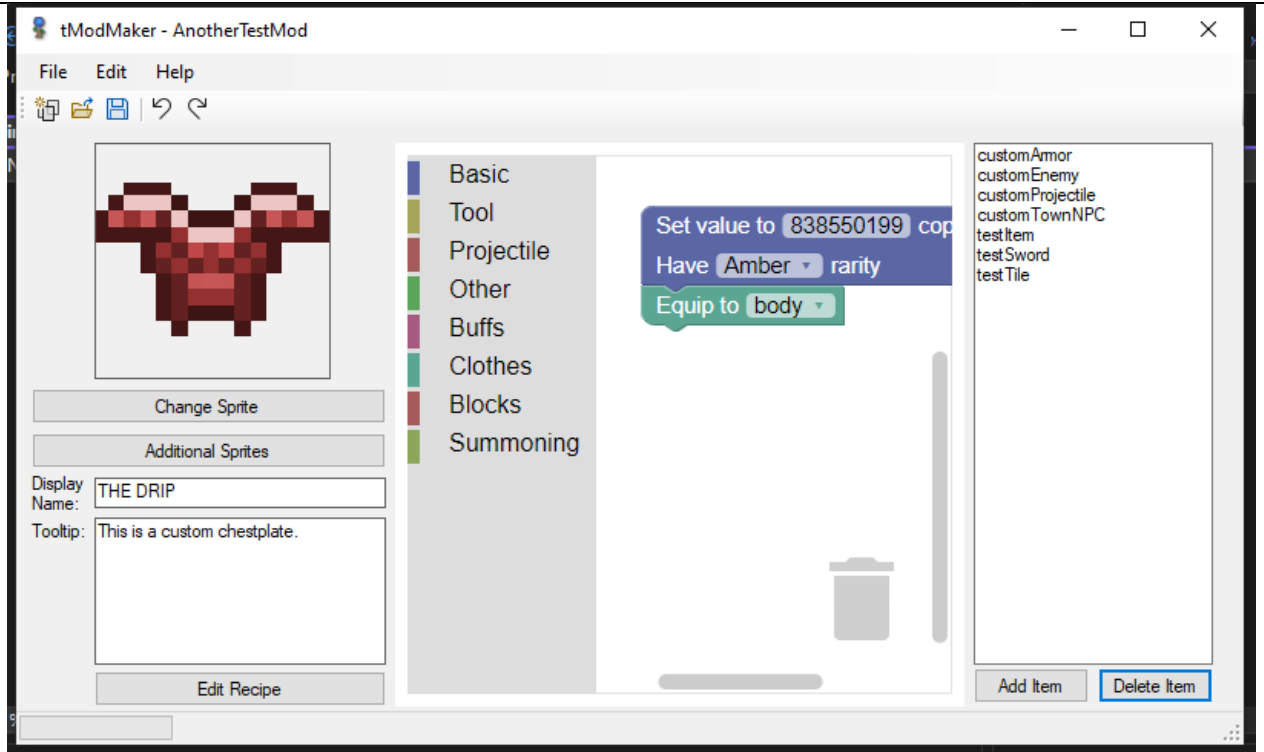 tModMaker - AnotherTestMod
File Edit Help
Change Sprite
Additional Sprites
Display
Name:
THE DRIP
Tooltip:
This is a custom chestplate.
Edit Recipe
Basic
Tool
Projectile
Other
Buffs
Clothes
Blocks
Summoning
Set value to 838550199 cop
Have Amber rarity
Equip to body
customArmor
customEnemy
customProjectile
customTownNPC
testItem
testSword
testTile
Add Item
Delete Item